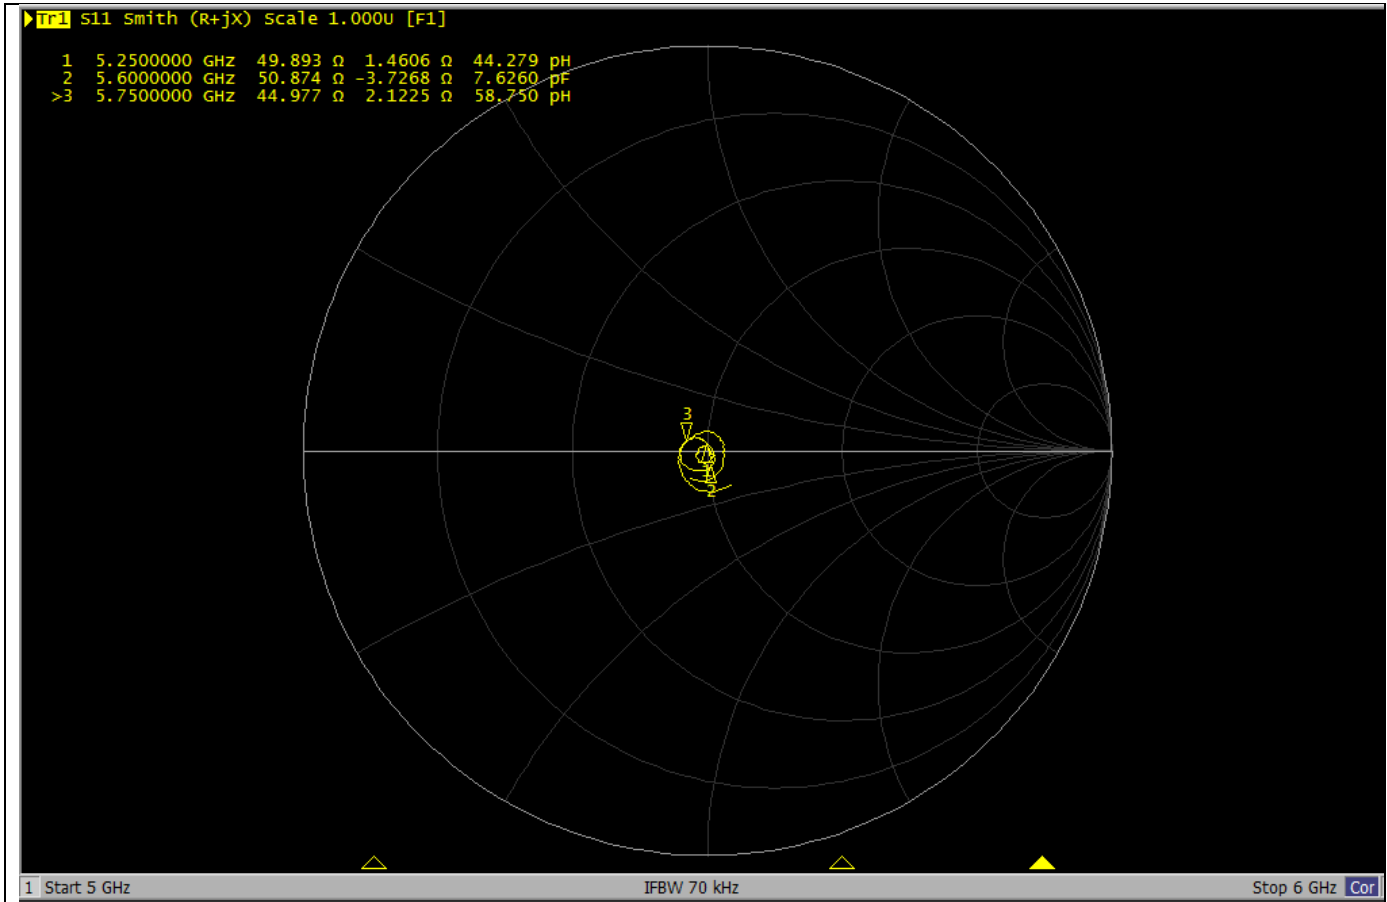 Tr1 S11 Smith (R+jX) Scale 1.000U [F1]
1 5.2500000 GHz 49.893 Ω 1.4606 Ω 44.279 pH
2 5.6000000 GHz 50.874 Ω -3.7268 Ω 7.6260 pF
>3 5.7500000 GHz 44.977 Ω 2.1225 Ω 58.750 pH
3
1
2
1 Start 5 GHz IFBW 70 kHz Stop 6 GHz Cor